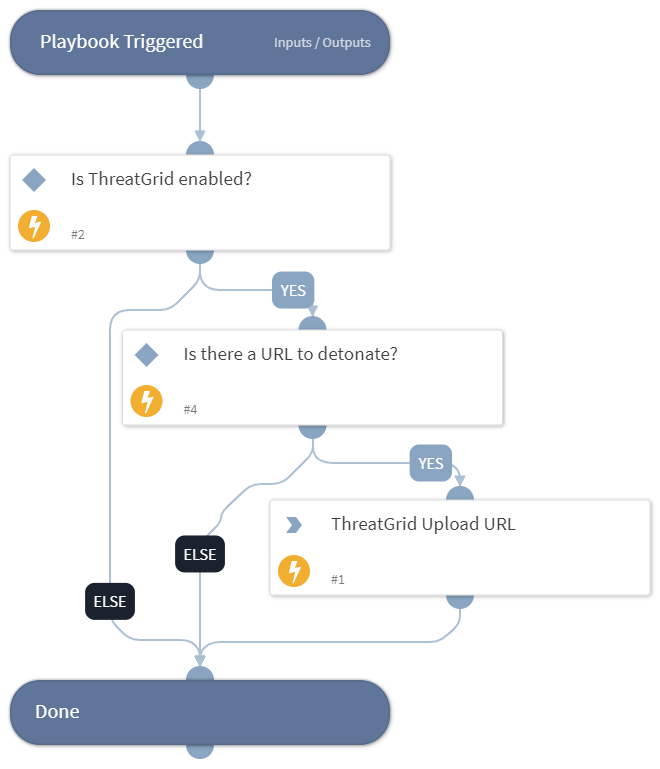 Playbook Triggered
Inputs / Outputs
Is ThreatGrid enabled?
#2
YES
Is there a URL to detonate?
#4
YES
ThreatGrid Upload URL
#1
ELSE
ELSE
Done